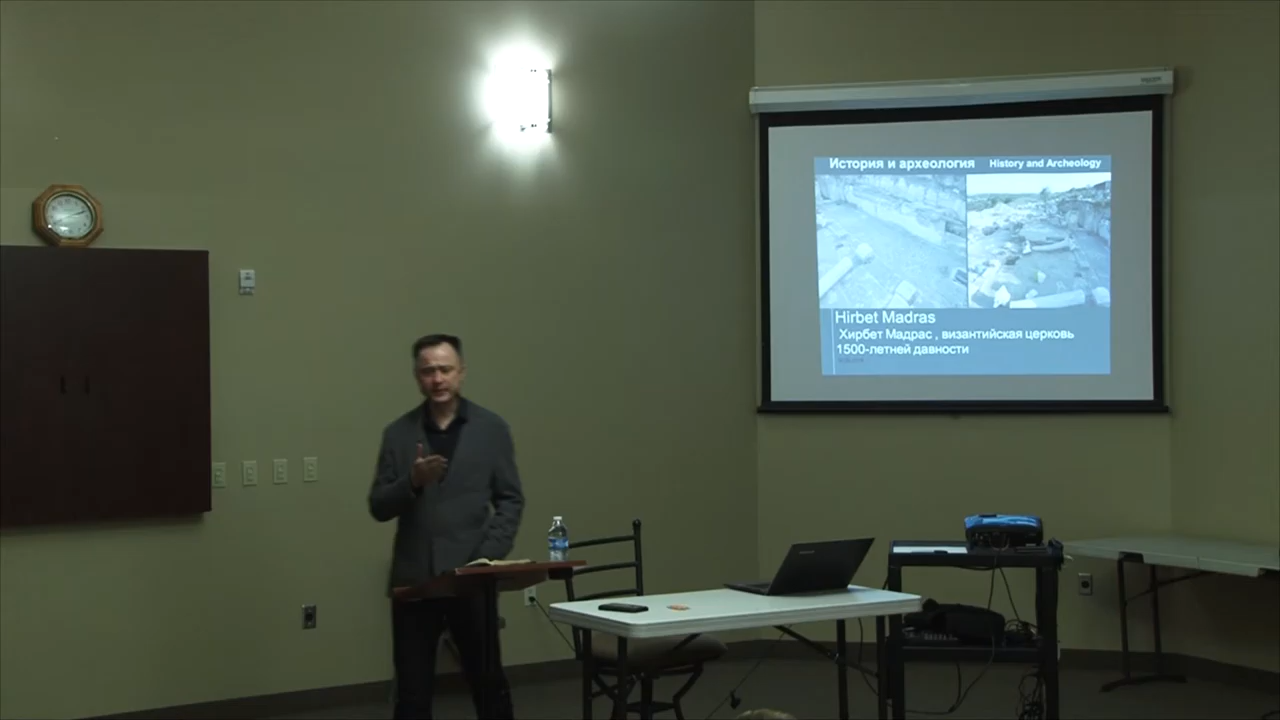 История и археология History and Archeology
Hirbet Madras
Хирбет Мадрас , византийская церковь
1500-летней давности